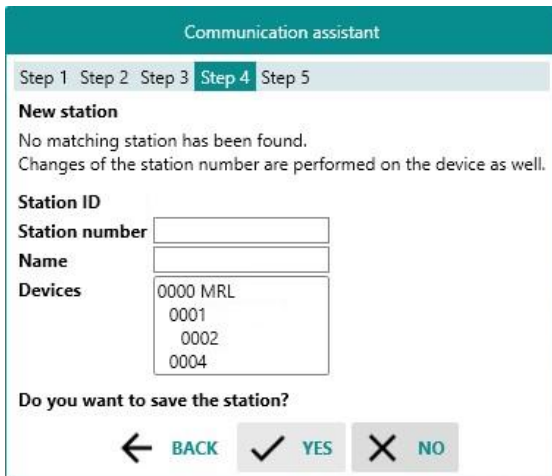 Communication assistant
Step 1 Step 2 Step 3 Step 4 Step 5
New station
No matching station has been found.
Changes of the station number are performed on the device as well.
Station ID
Station number
Name
Devices
0000 MRL
0001
0002
0004
Do you want to save the station?
BACK YES NO